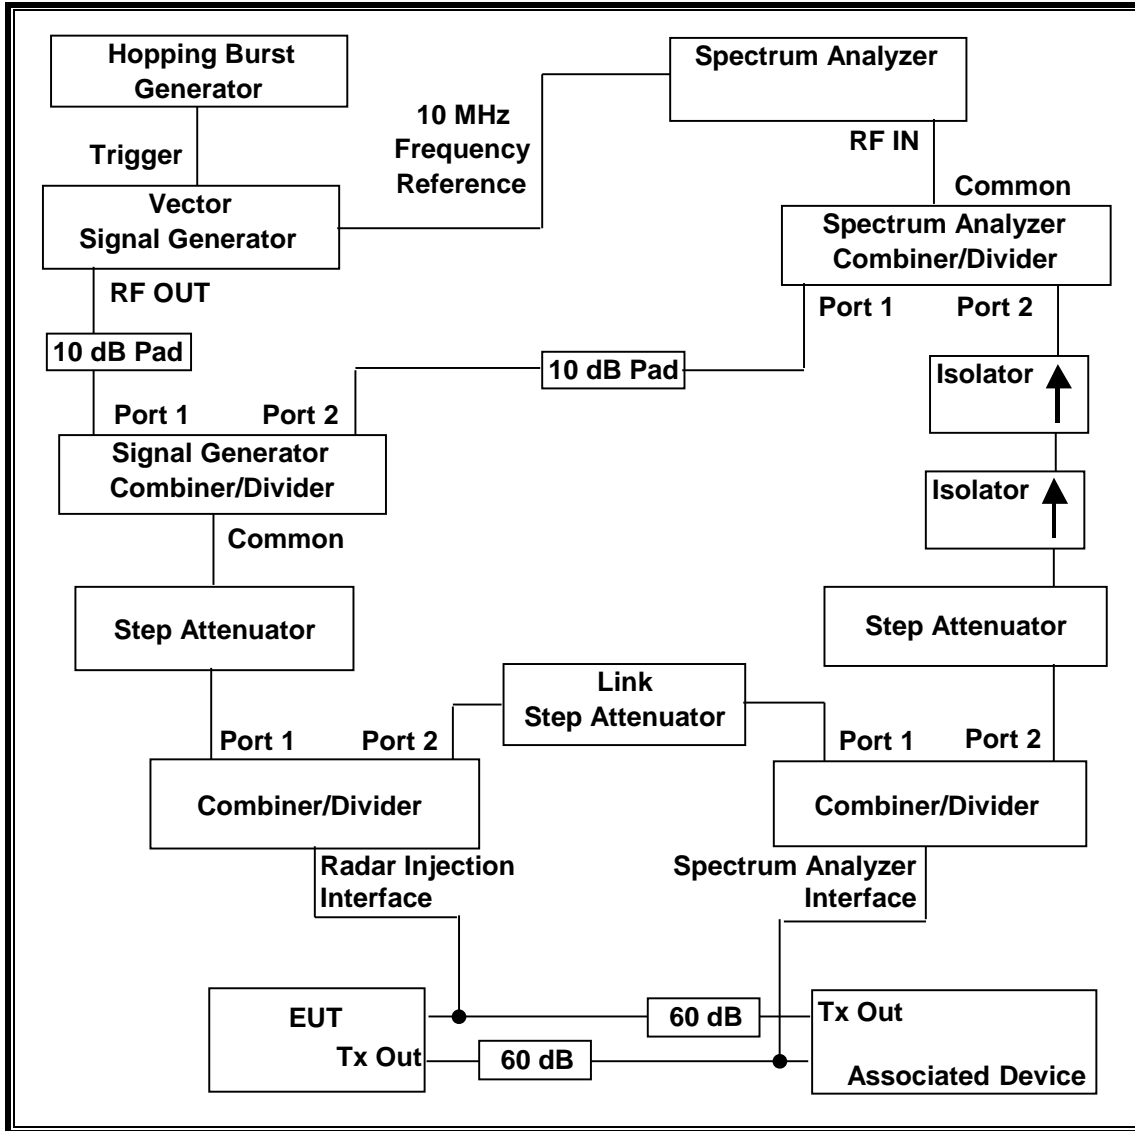 Hopping Burst
Generator
Spectrum Analyzer
10 MHz
Frequency
Reference
Trigger
RF IN
Vector
Signal Generator
Common
Spectrum Analyzer
Combiner/Divider
RF OUT
Port 1
Port 2
10 dB Pad
10 dB Pad
Isolator
Port 1
Port 2
Signal Generator
Combiner/Divider
Isolator
Common
Step Attenuator
Step Attenuator
Link
Step Attenuator
Port 1
Port 2
Port 1
Port 2
Combiner/Divider
Combiner/Divider
Radar Injection
Interface
Spectrum Analyzer
Interface
EUT
60 dB
Tx Out
Tx Out
60 dB
Associated Device